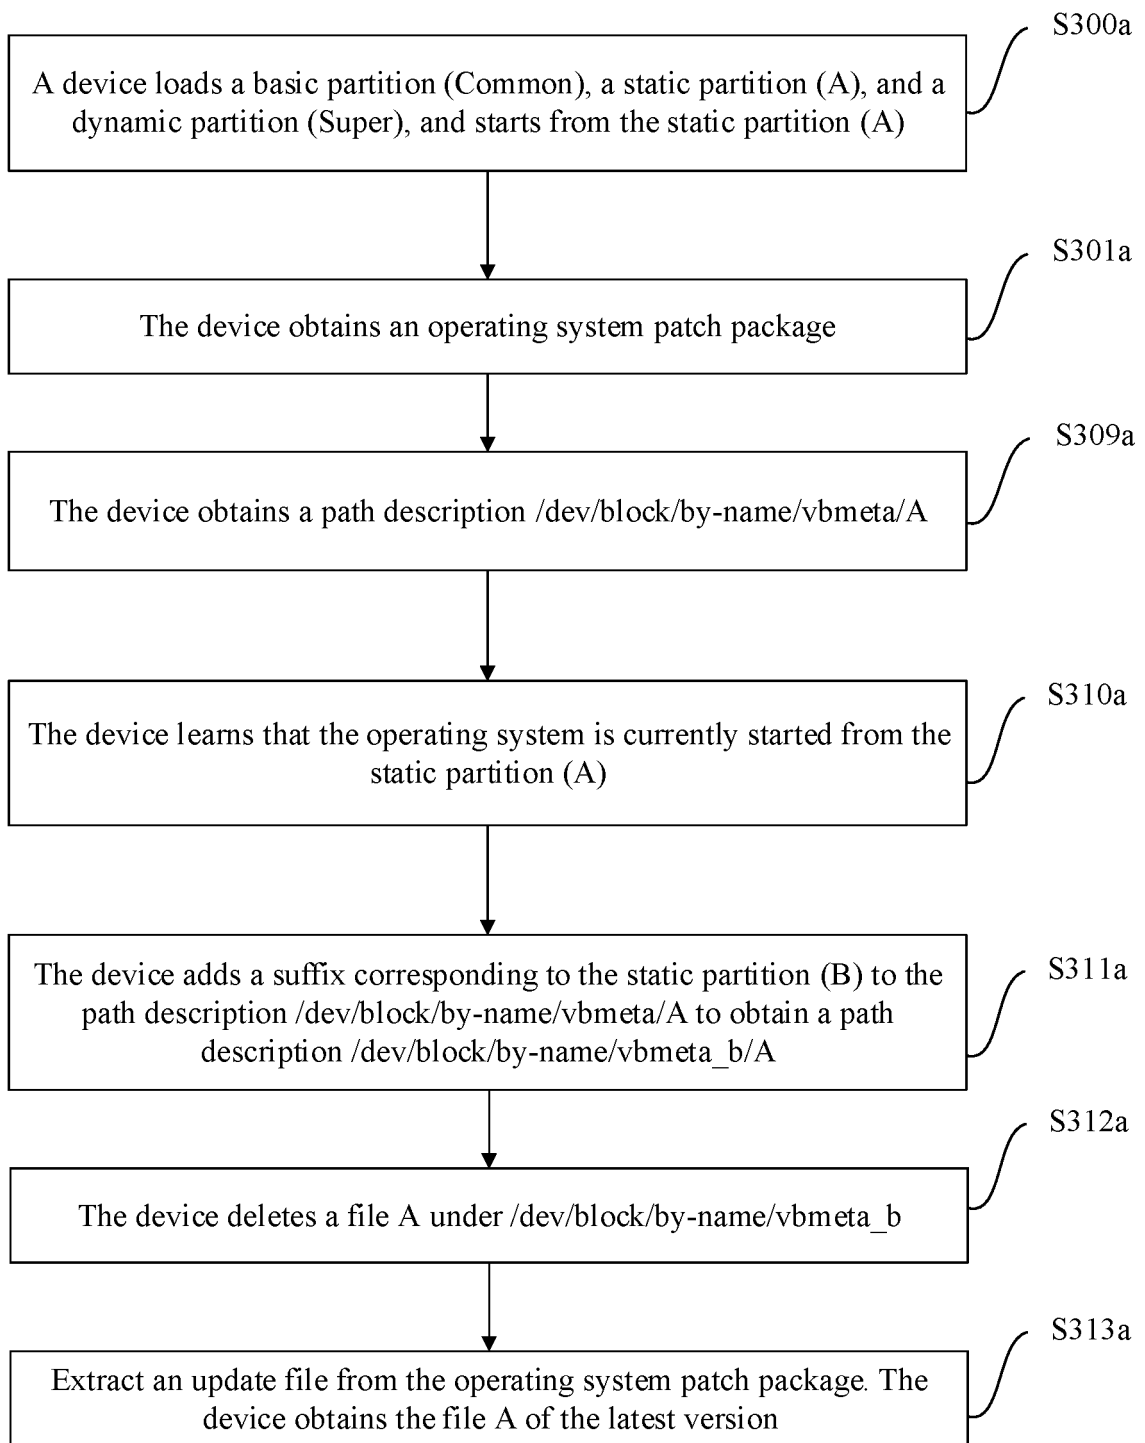 S300a
A device loads a basic partition (Common), a static partition (A), and a
dynamic partition (Super), and starts from the static partition (A)
S301a
The device obtains an operating system patch package
S309a
The device obtains a path description /dev/block/by-name/vbmeta/A
S310a
The device learns that the operating system is currently started from the
static partition (A)
S311a
The device adds a suffix corresponding to the static partition (B) to the
path description /dev/block/by-name/vbmeta/A to obtain a path
description /dev/block/by-name/vbmeta_b/A
S312a
The device deletes a file A under /dev/block/by-name/vbmeta_b
S313a
Extract an update file from the operating system patch package. The
device obtains the file A of the latest version